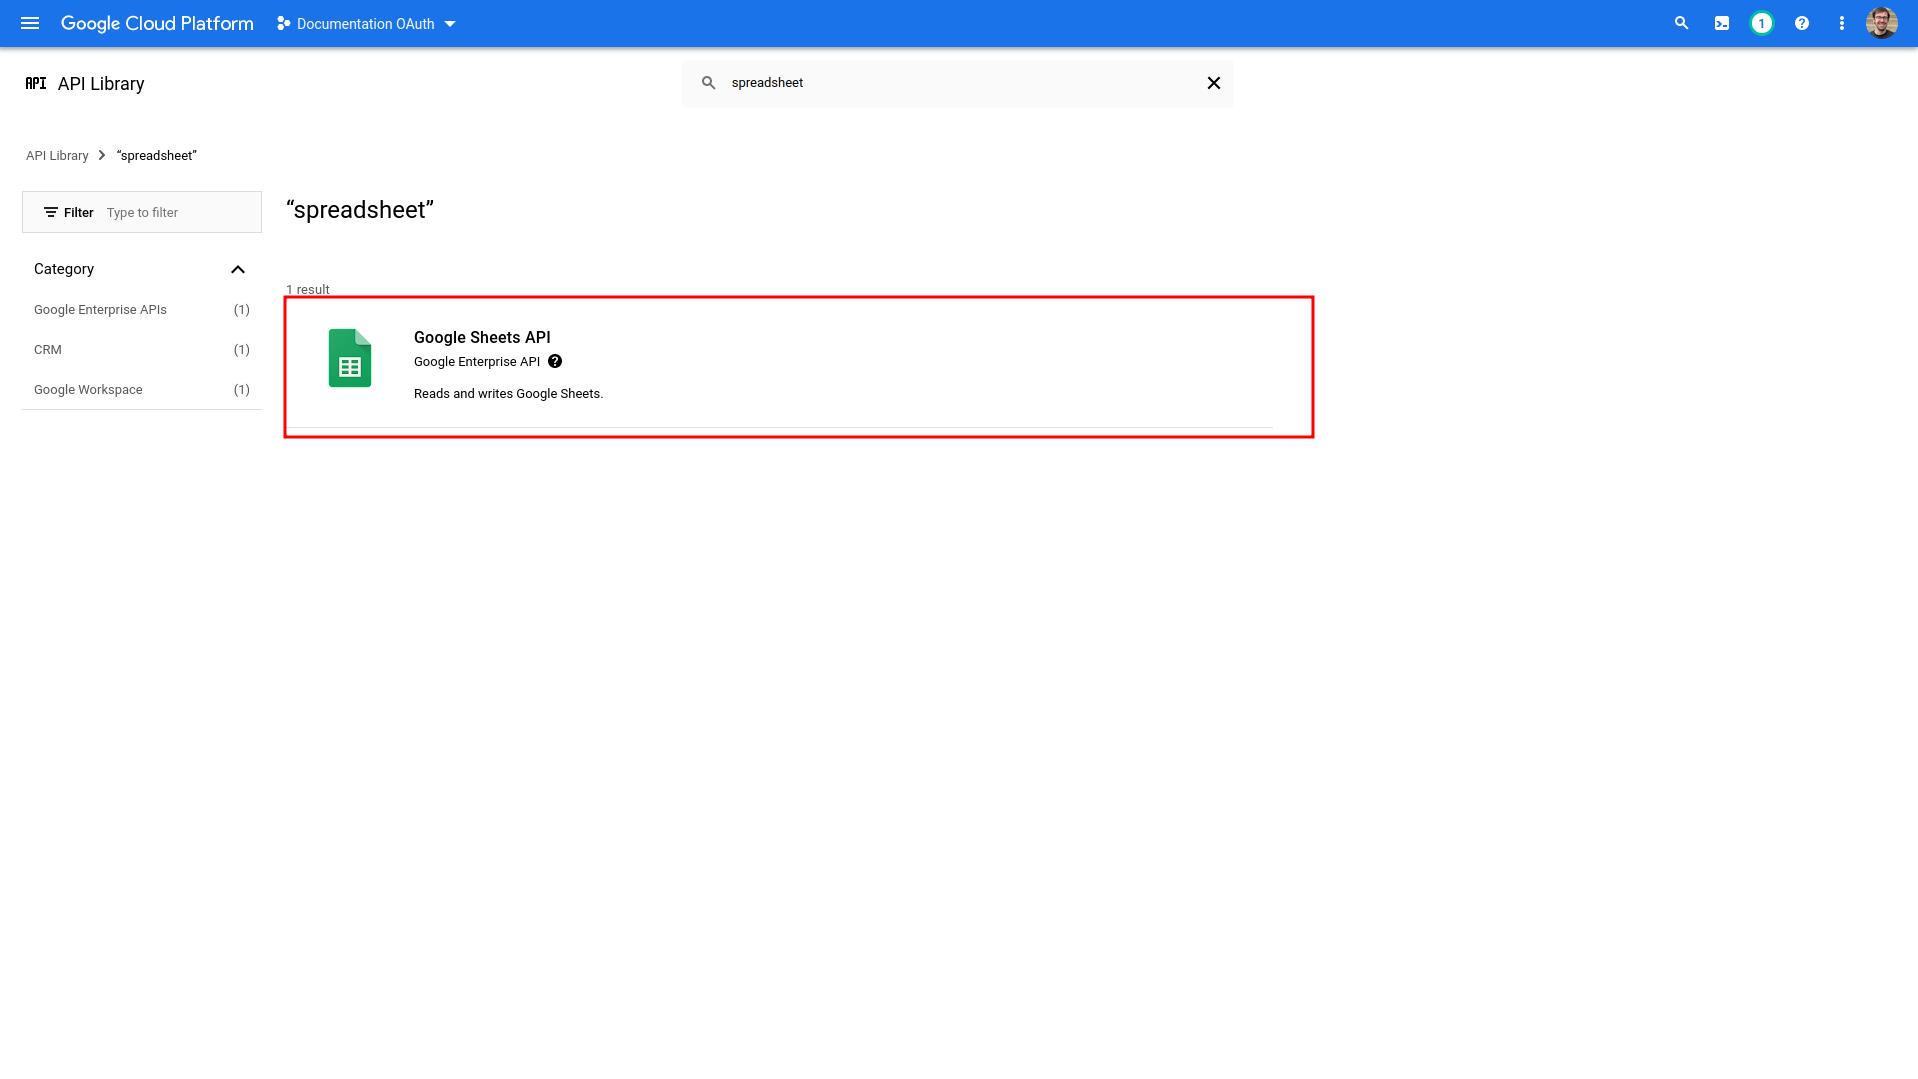 Google Cloud Platform
Documentation OAuth
1
API API Library
spreadsheet
API Library
“spreadsheet”
Filter Type to filter
“spreadsheet”
Category
1 result
Google Enterprise APIs (1)
CRM (1)
Google Workspace (1)
Google Sheets API
Google Enterprise API
Reads and writes Google Sheets.